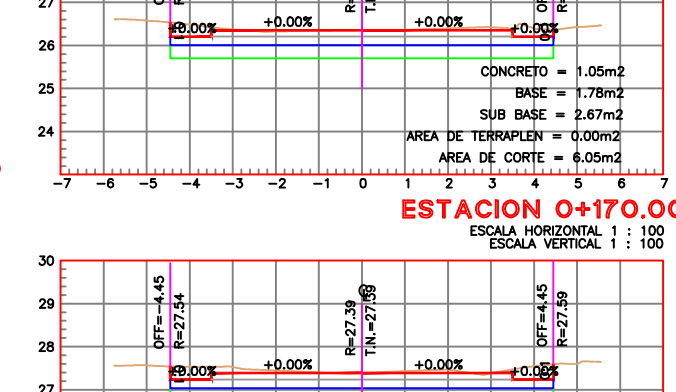 27
R=
T.
R=
+0.00%
+0.00%
+0.00%
+0.00%
26
25
24
CONCRETO = 1.05m2
BASE = 1.78m2
SUB BASE = 2.67m2
AREA DE TERRAPLEN = 0.00m2
AREA DE CORTE = 6.05m2
-7 -6 -5 -4 -3 -2 -1 0 1 2 3 4 5 6 7
ESTACION 0+170.00
ESCALA HORIZONTAL 1 : 100
ESCALA VERTICAL 1 : 100
30
29
28
27
OFF=-4.45
R=27.54
R=27.39
T.N.=27.59
OFF=4.45
R=27.59
+0.00%
+0.00%
+0.00%
+0.00%